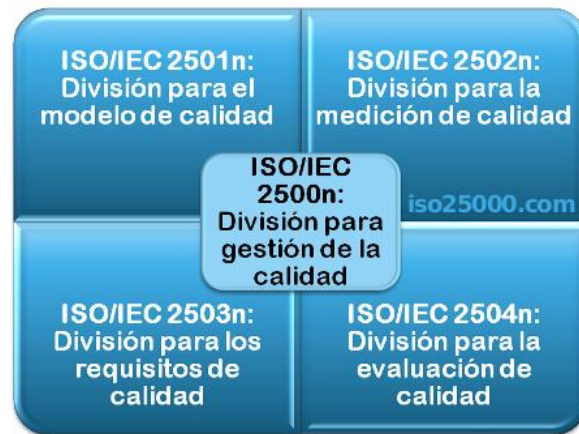 ISO/IEC 2501n:
División para el
modelo de calidad
ISO/IEC 2502n:
División para la
medición de calidad
ISO/IEC
2500n:
División para
gestión de la
calidad
iso25000.com
ISO/IEC 2503n:
División para los
requisitos de
calidad
ISO/IEC 2504n:
División para la
evaluación de
calidad